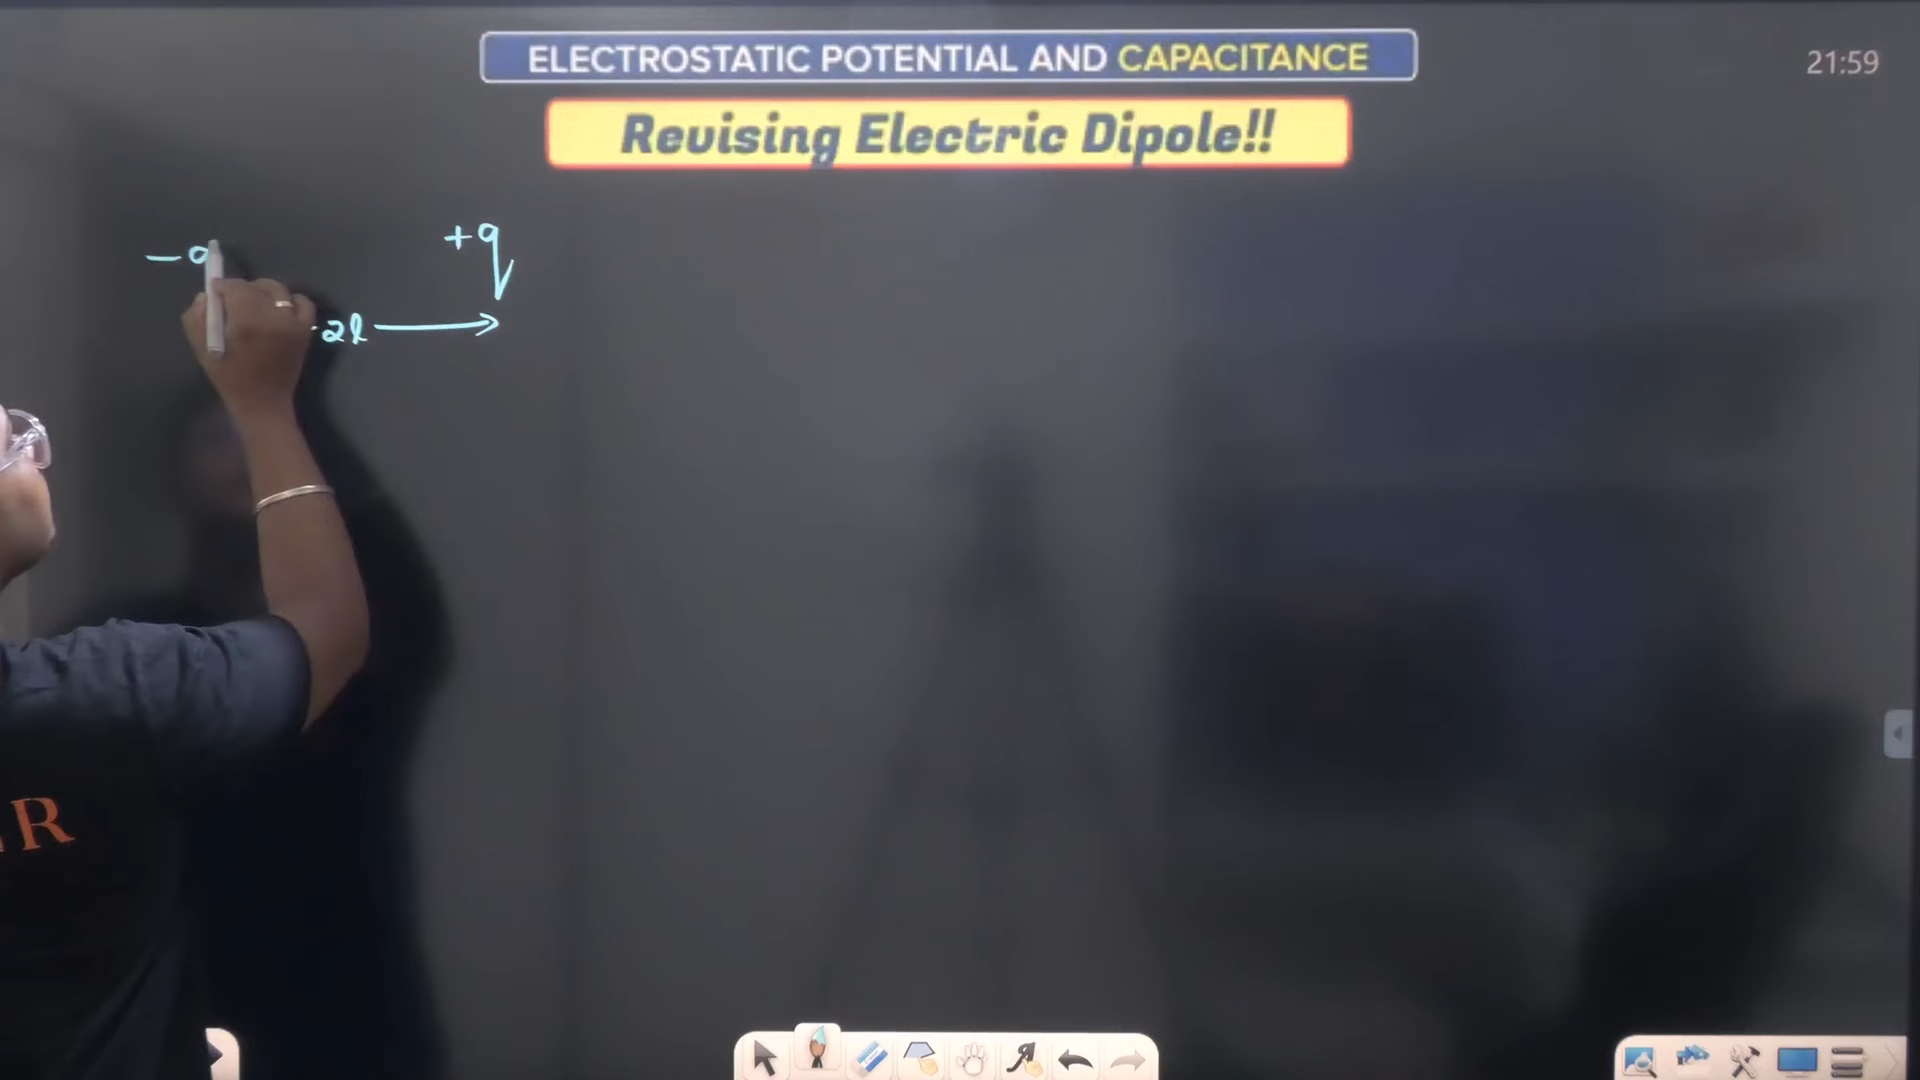 ELECTROSTATIC POTENTIAL AND CAPACITANCE
21:59
Revising Electric Dipole!!
+q
-q
2l
R